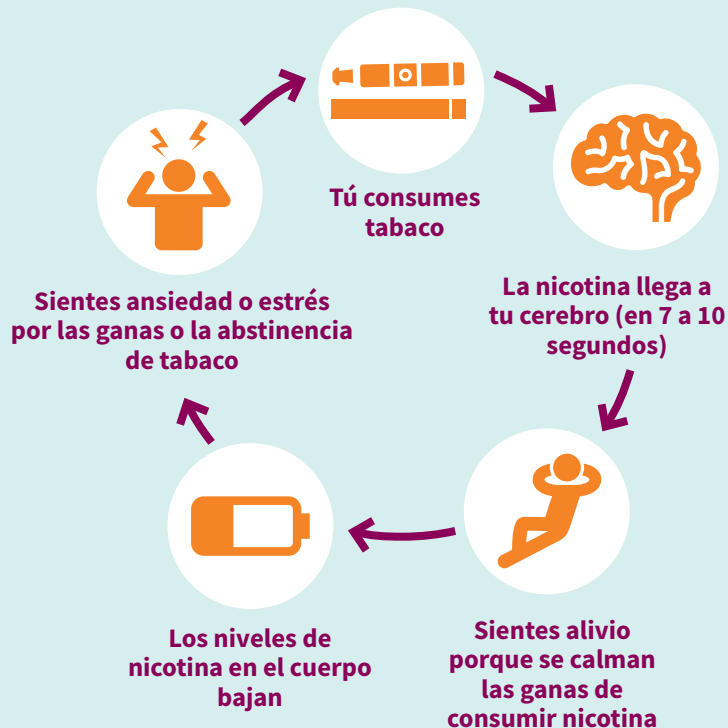 Tú consumes
tabaco
La nicotina llega a
tu cerebro (en 7 a 10
segundos)
Sientes alivio
porque se calman
las ganas de
consumir nicotina
Los niveles de
nicotina en el cuerpo
bajan
Sientes ansiedad o estrés
por las ganas o la abstinencia
de tabaco